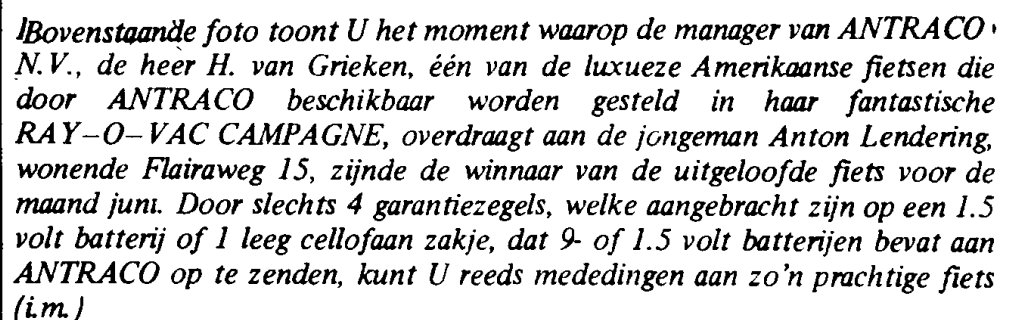 Bovenstaande foto toont U het moment waarop de manager van ANTRACO
N.V., de heer H. van Grieken, één van de luxueze Amerikaanse fietsen die
door ANTRACO beschikbaar worden gesteld in haar fantastische
RAY-O-VAC CAMPAGNE, overdraagt aan de jongeman Anton Lendering,
wonende Flairaweg 15, zijnde de winnaar van de uitgeloofde fiets voor de
maand juni. Door slechts 4 garantiezegels, welke aangebracht zijn op een 1.5
volt batterij of 1 leeg cellofaan zakje, dat 9- of 1.5 volt batterijen bevat aan
ANTRACO op te zenden, kunt U reeds mededingen aan zo'n prachtige fiets
(i.m.)